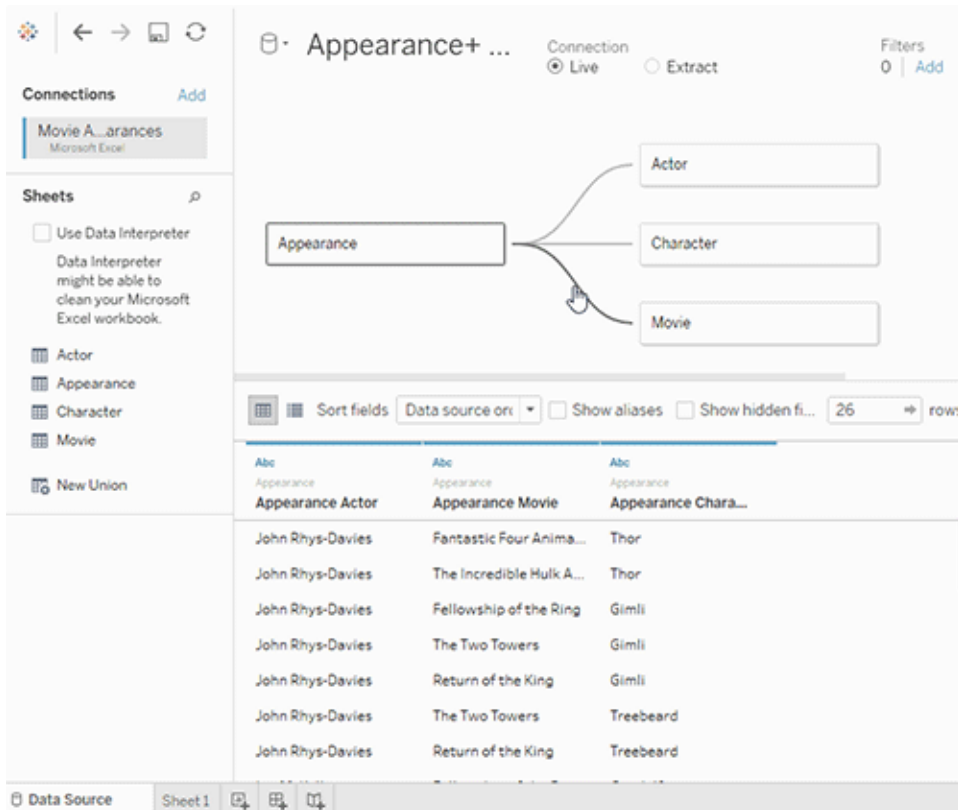 Appearance+ ...
Connection
Live
Extract
Filters
0
Add
Connections
Add
Movie A...arances
Microsoft Excel
Sheets
Use Data Interpreter
Data Interpreter
might be able to
clean your Microsoft
Excel workbook.
Actor
Appearance
Character
Movie
New Union
Appearance
Actor
Character
Movie
Sort fields
Data source or
Show aliases
Show hidden fi...
26
rows
Abc
Appearance
Appearance Actor
Abc
Appearance
Appearance Movie
Abc
Appearance
Appearance Chara...
John Rhys-Davies Fantastic Four Anima... Thor
John Rhys-Davies The Incredible Hulk A... Thor
John Rhys-Davies Fellowship of the Ring Gimli
John Rhys-Davies The Two Towers Gimli
John Rhys-Davies Return of the King Gimli
John Rhys-Davies The Two Towers Treebeard
John Rhys-Davies Return of the King Treebeard
Data Source
Sheet 1